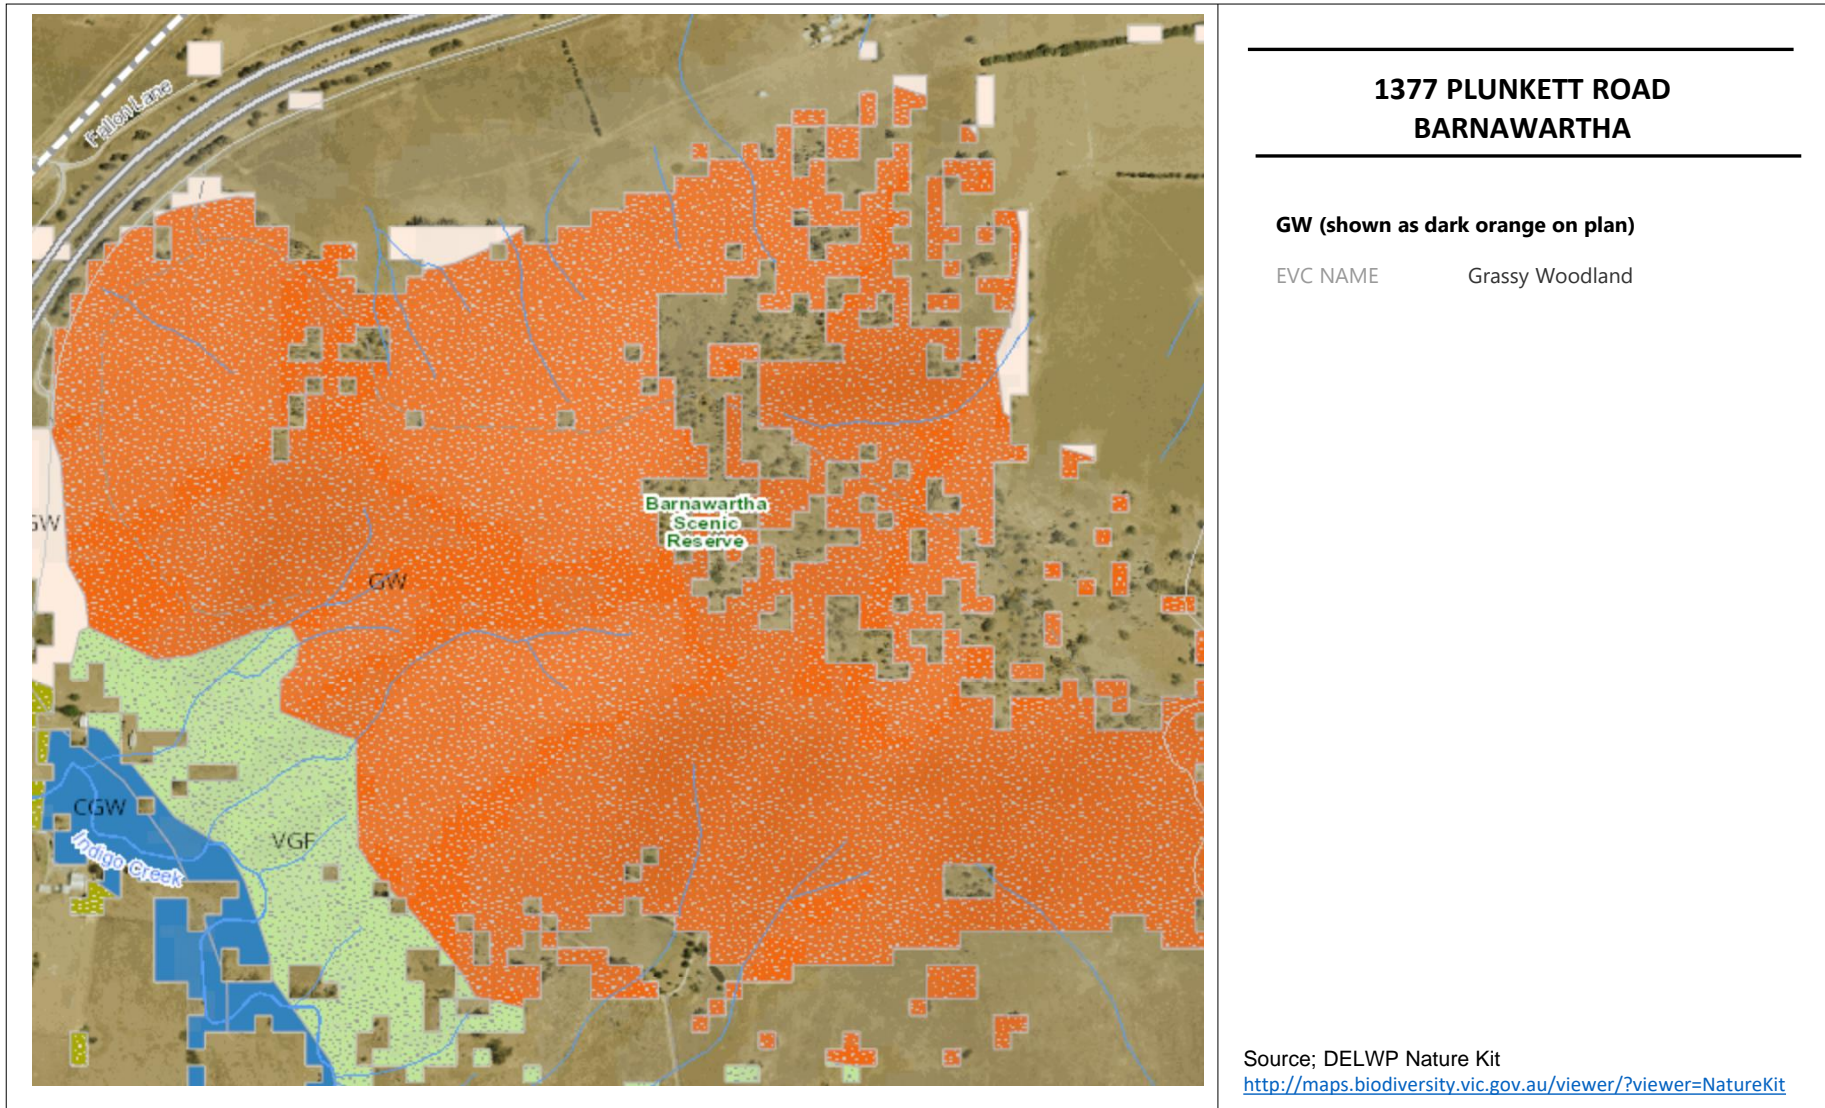 Fallon Lane
GW
Barnawartha
Scenic
Reserve
GW
CGW
VGF
Indigo Creek
1377 PLUNKETT ROAD
BARNAWARTHA
GW (shown as dark orange on plan)
EVC NAME Grassy Woodland
Source; DELWP Nature Kit
http://maps.biodiversity.vic.gov.au/viewer/?viewer=NatureKit